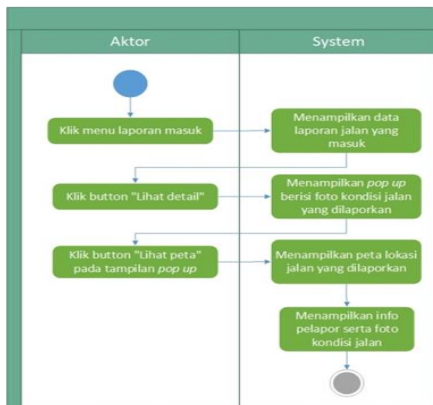 Aktor
System
Klik menu laporan masuk
Menampilkan data
laporan jalan yang
masuk
Klik button "Lihat detail"
Menampilkan pop up
berisi foto kondisi jalan
yang dilaporkan
Klik button "Lihat peta"
pada tampilan pop up
Menampilkan peta lokasi
jalan yang dilaporkan
Menampilkan info
pelapor serta foto
kondisi jalan